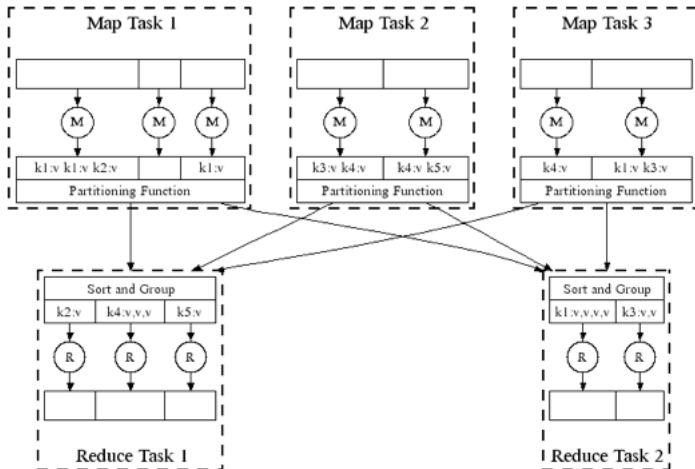 Map Task 1 Map Task 2 Map Task 3
M M M M M M M
k1:v k1:v k2:v k1:v k3:v k4:v k4:v k5:v k4:v k1:v k3:v
Partitioning Function Partitioning Function Partitioning Function
Sort and Group Sort and Group
k2:v k4:v,v,v k5:v k1:v,v,v,v k3:v,v
R R R R R
Reduce Task 1 Reduce Task 2